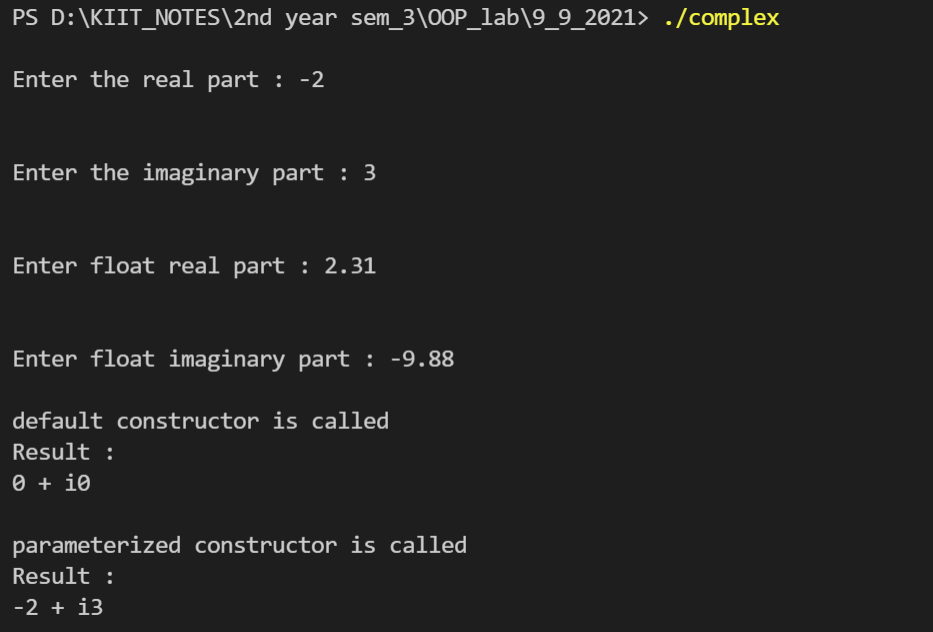 PS D:\KIIT_NOTES\2nd year sem_3\OOP_lab\9_9_2021> ./complex
Enter the real part : -2
Enter the imaginary part : 3
Enter float real part : 2.31
Enter float imaginary part : -9.88
default constructor is called
Result :
0 + i0
parameterized constructor is called
Result :
-2 + i3